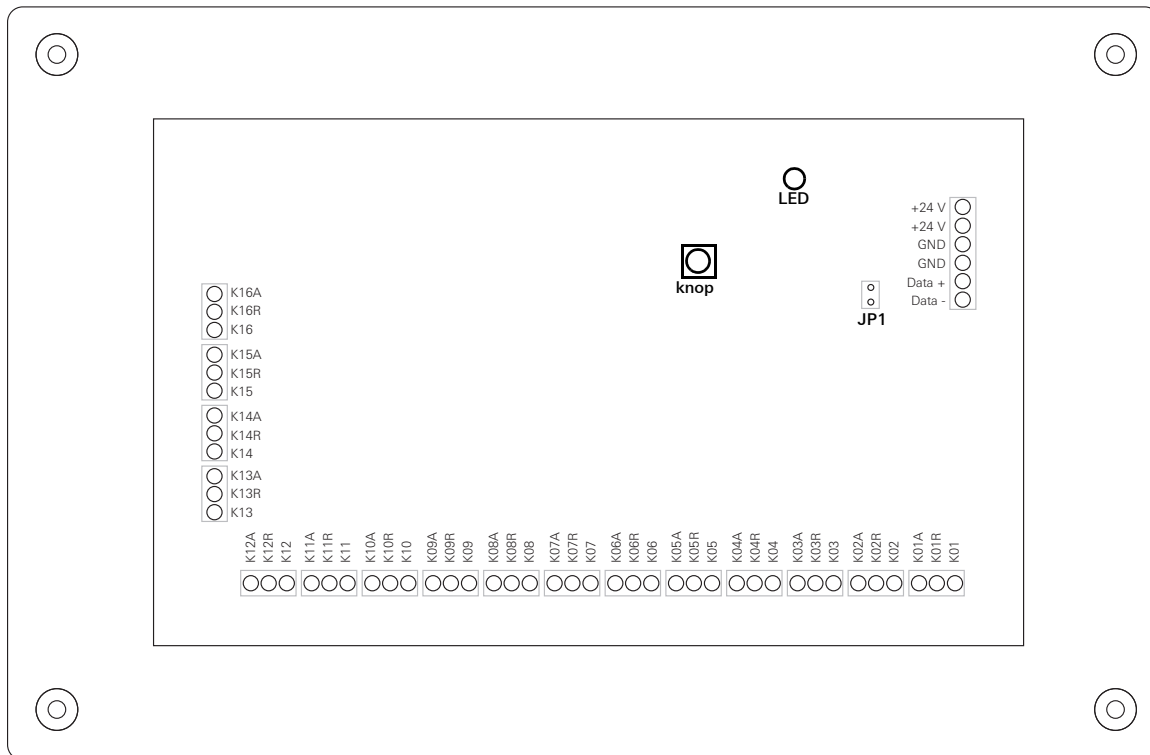 LED
+24 V
+24 V
GND
GND
Data +
Data -
knop
JP1
K16A
K16R
K16
K15A
K15R
K15
K14A
K14R
K14
K13A
K13R
K13
K12A
K12R
K12
K11A
K11R
K11
K10A
K10R
K10
K09A
K09R
K09
K08A
K08R
K08
K07A
K07R
K07
K06A
K06R
K06
K05A
K05R
K05
K04A
K04R
K04
K03A
K03R
K03
K02A
K02R
K02
K01A
K01R
K01